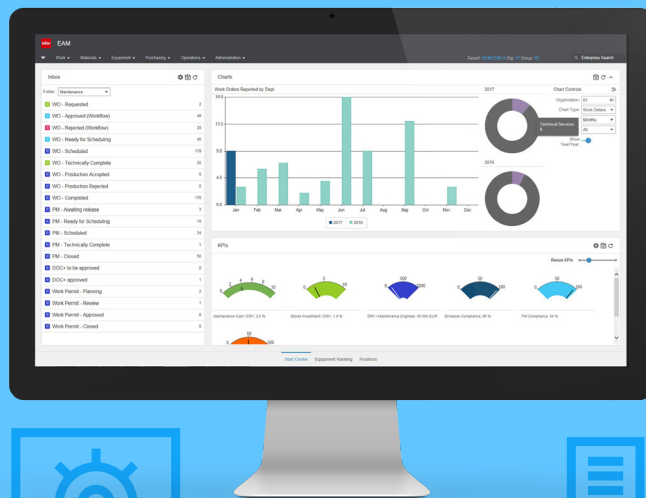 infor EAM
Work Materials Equipment Purchasing Operations Administration
Enterprise Search
Inbox
Folder: Maintenance
WO - Requested 2
WO - Approved (Workflow)
WO - Rejected (Workflow)
WO - Ready for Scheduling
WO - Scheduled
WO - Technically Complete
WO - Production Accepted
WO - Production Rejected
WO - Completed
PM - Awaiting release
PM - Ready for Scheduling
PM - Scheduled
PM - Technically Complete
PM - Closed
DOC+ to be approved
DOC+ approved
Work Permit - Planning
Work Permit - Review
Work Permit - Approved
Work Permit - Closed
Charts
Work Orders Reported by Dept.
Jan Feb Mar Apr May Jun Jul Aug Sep Oct Nov Dec
2017 2016
2017
2016
Technical Services:
Chart Controls
Organization:
Chart Type: Work Orders
Months
All
Show
Year/Year:
KPIs
Resize KPIs
Maintenance Cost / ERV, 3.2 %
Stores Investment / ERV, 1.5 %
Schedule Compliance, 90 %
Start Center Equipment Ranking Positions